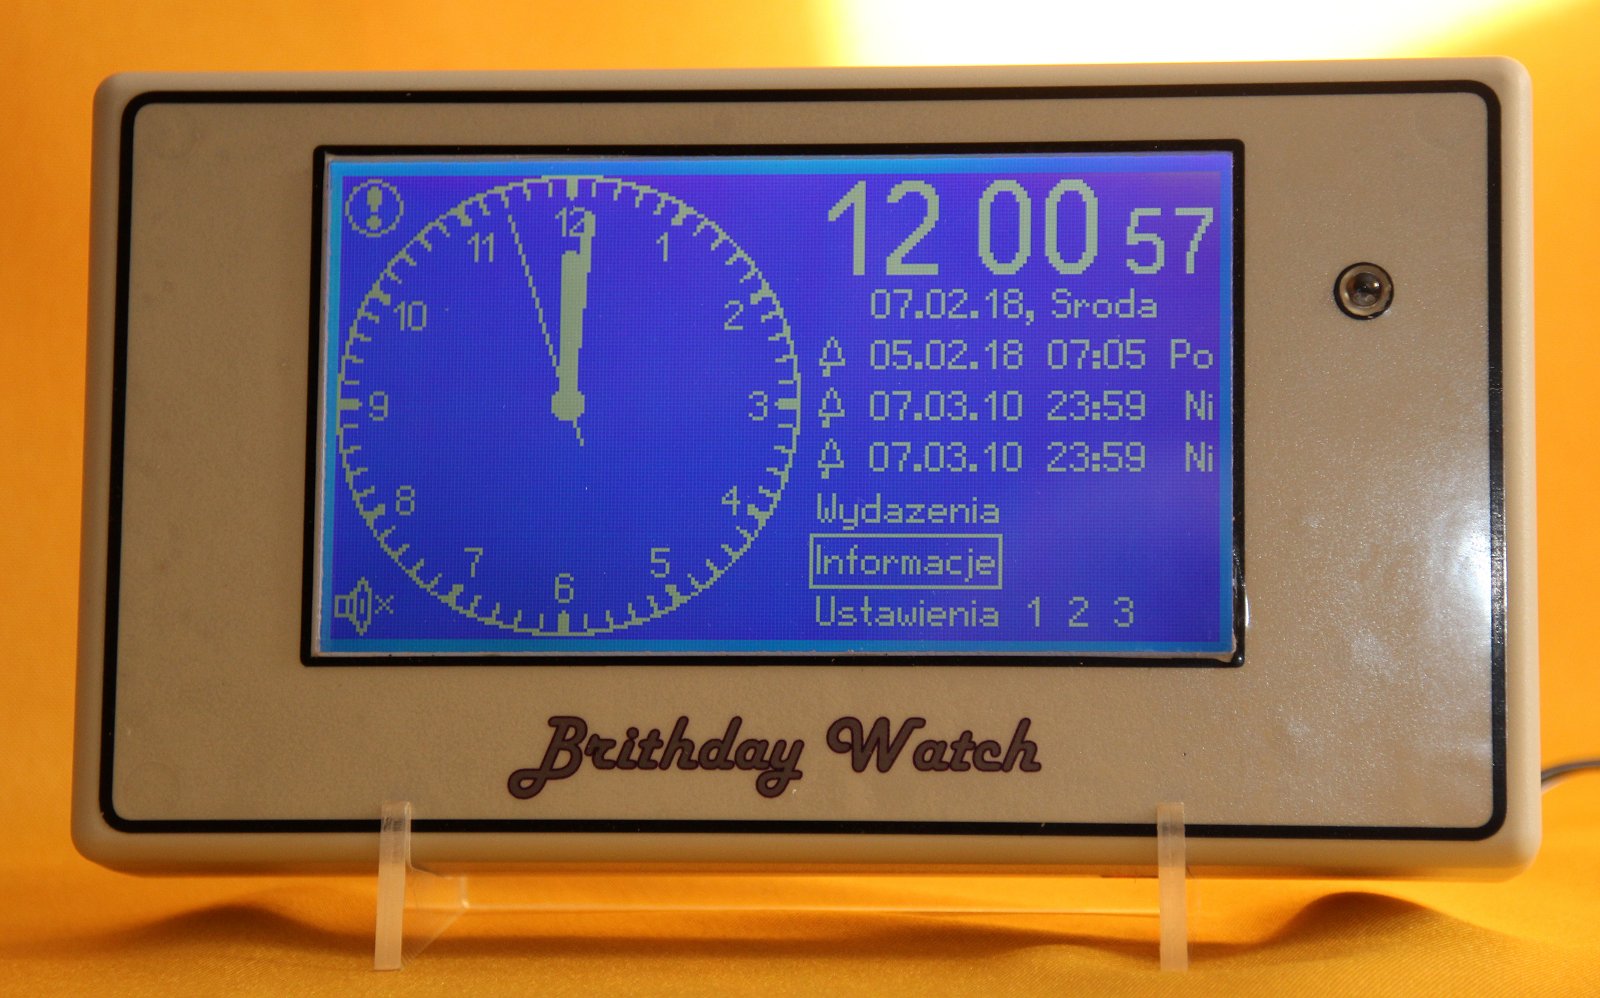 12 00 57
07.02.18, Sroda
05.02.18 07:05 Po
07.03.10 23:59 Ni
07.03.10 23:59 Ni
Wydazenia
Informacje
Ustawienia 1 2 3
12
1
2
3
4
5
6
7
8
9
10
11
Brithday Watch